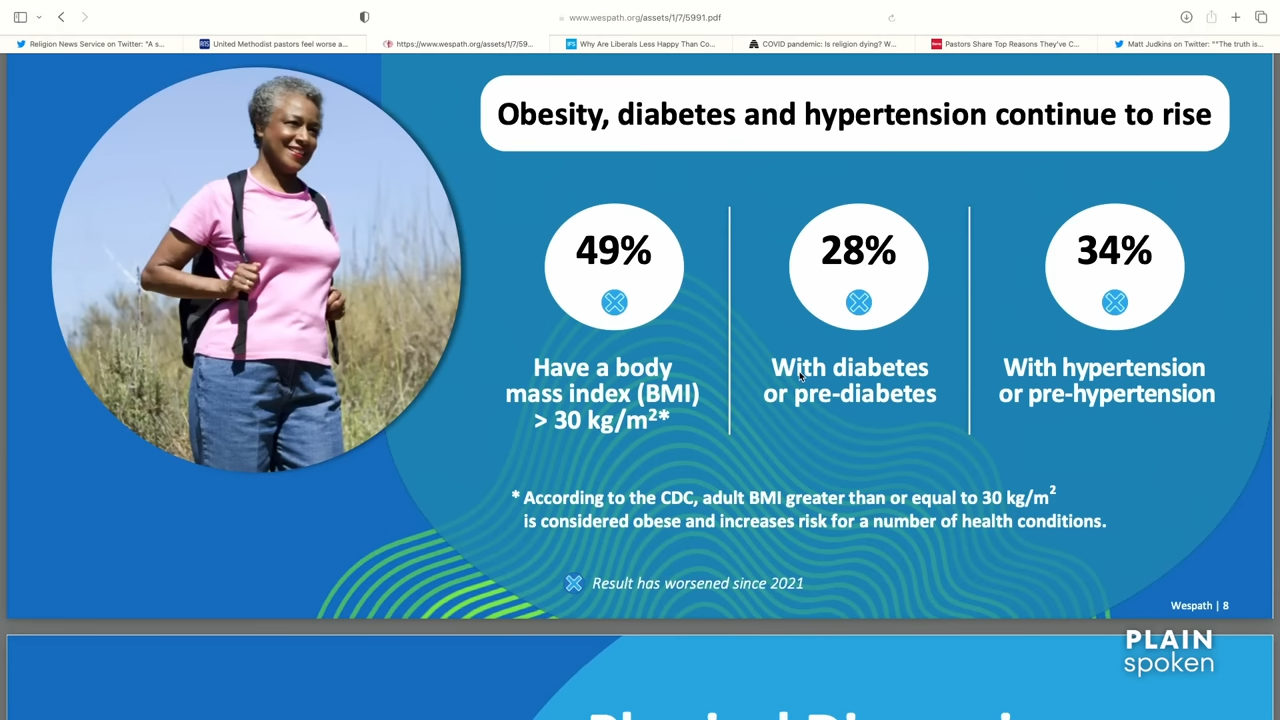 www.wespath.org/assets/1/7/5991.pdf
Religion News Service on Twitter: "A s...
United Methodist pastors feel worse a...
https://www.wespath.org/assets/1/7/59...
Why Are Liberals Less Happy Than Co...
COVID pandemic: Is religion dying? W...
Pastors Share Top Reasons They've C...
Matt Judkins on Twitter: ""The truth is...
Obesity, diabetes and hypertension continue to rise
49%
28%
34%
Have a body
mass index (BMI)
> 30 kg/m²*
With diabetes
or pre-diabetes
With hypertension
or pre-hypertension
* According to the CDC, adult BMI greater than or equal to 30 kg/m²
is considered obese and increases risk for a number of health conditions.
Result has worsened since 2021
Wespath | 8
PLAIN
spoken